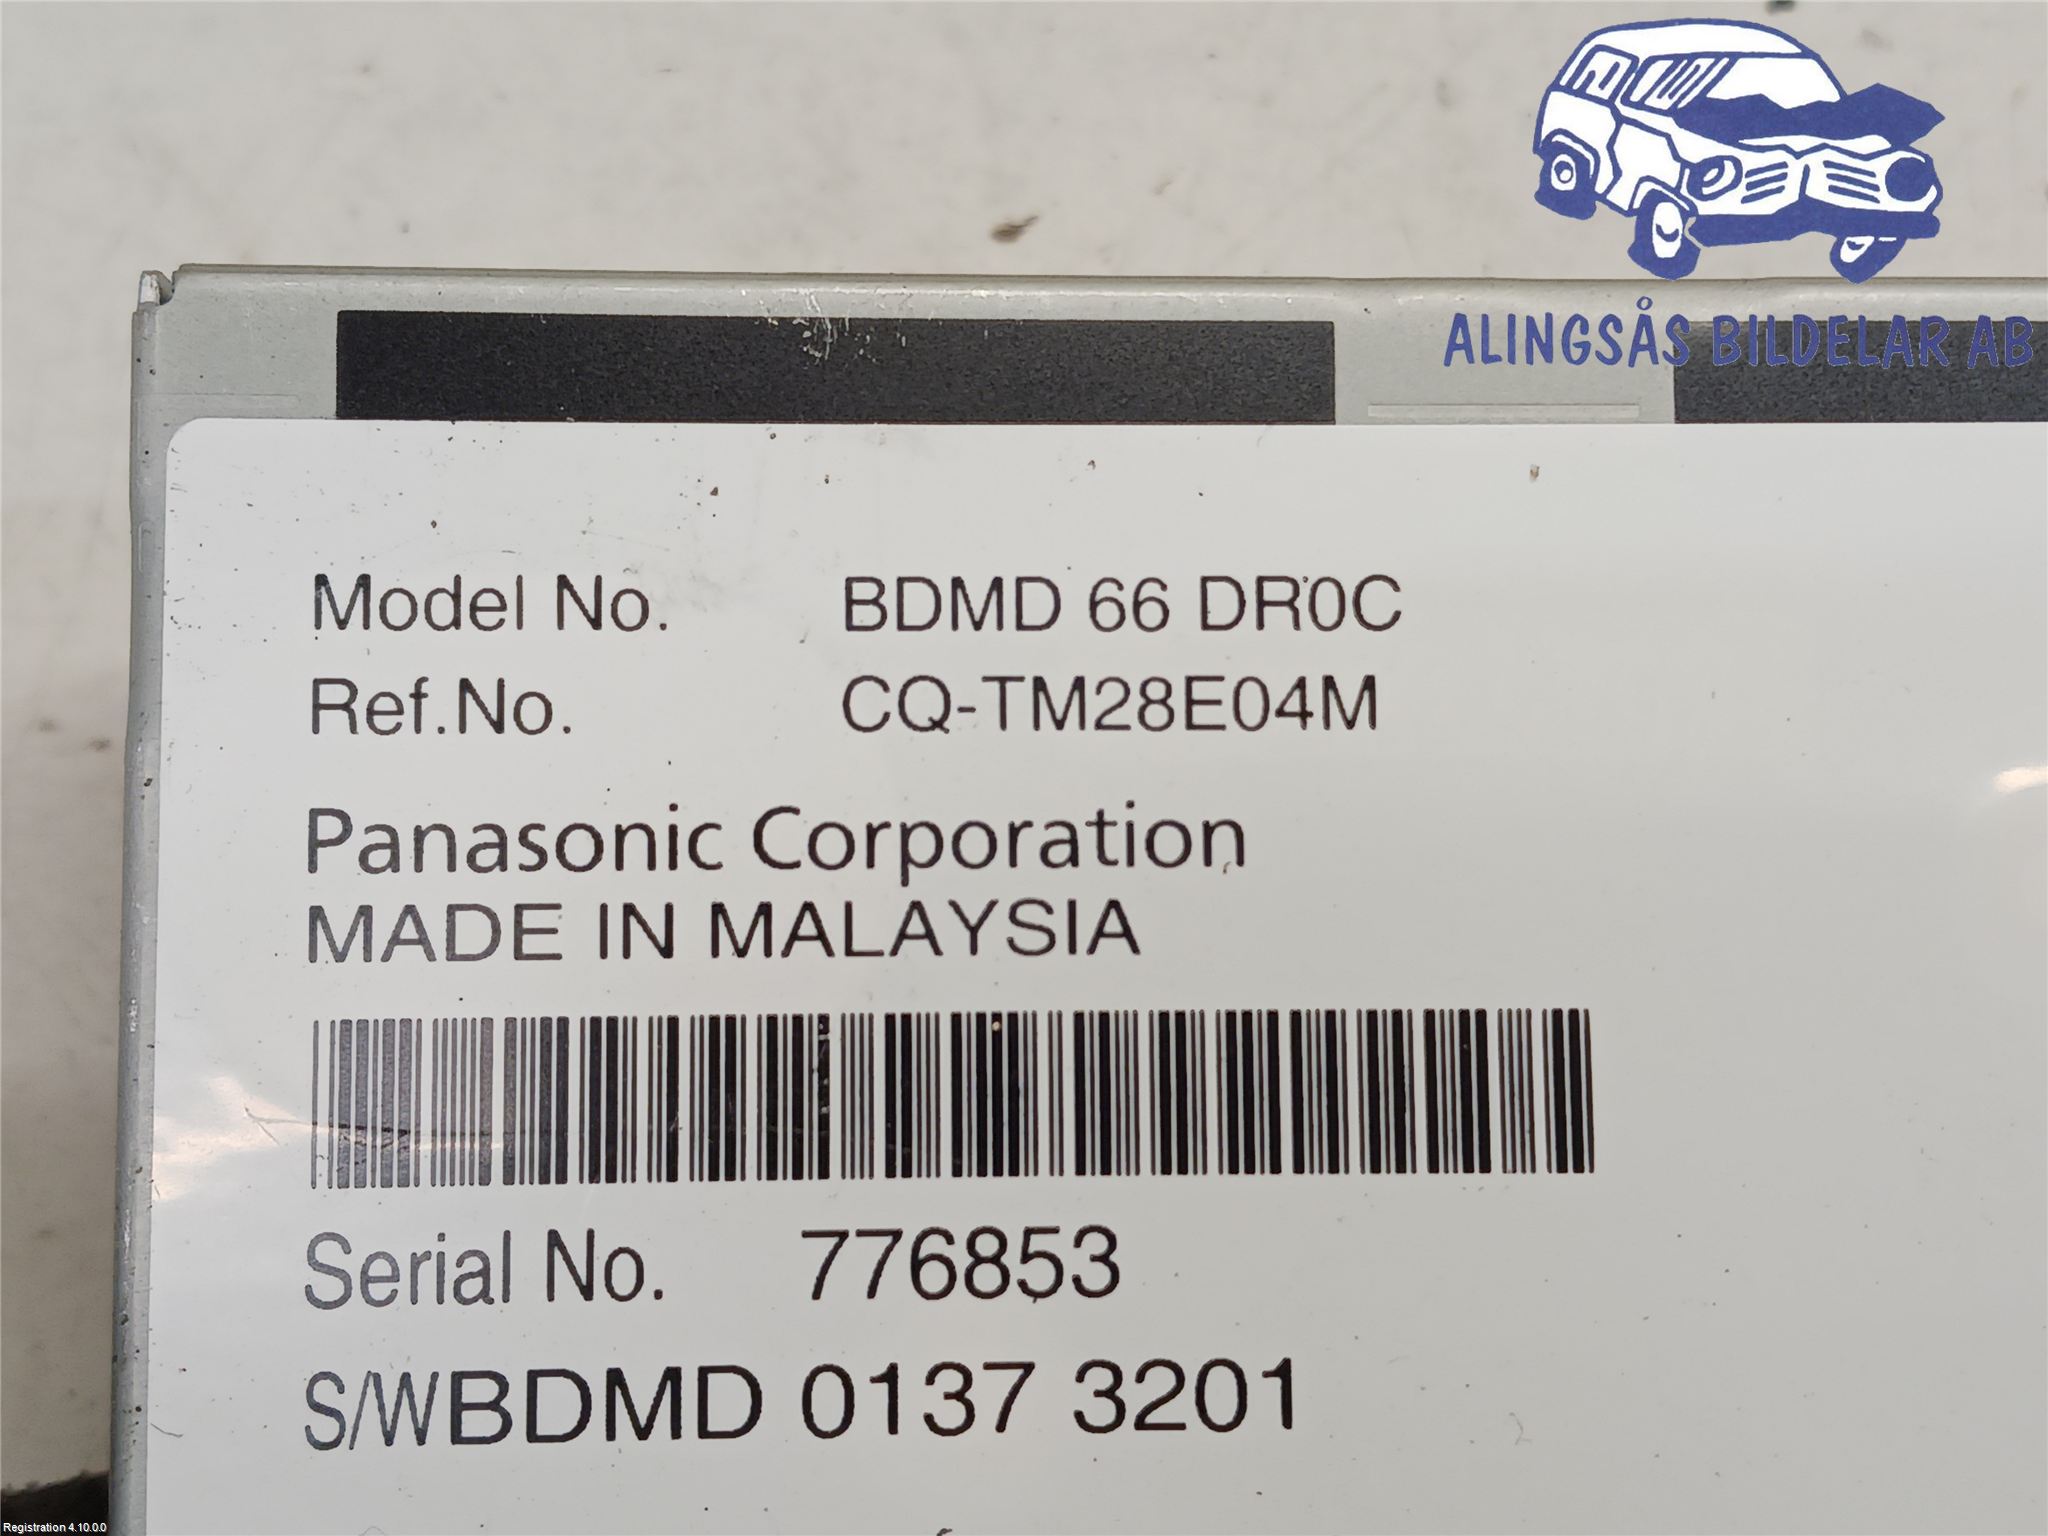 ALINGSÅS BILDELAR AB
Model No. BDMD 66 DR0C
Ref.No. CQ-TM28E04M
Panasonic Corporation
MADE IN MALAYSIA
Serial No. 776853
S/WBDMD 0137 3201
Registration 4.10.0.0